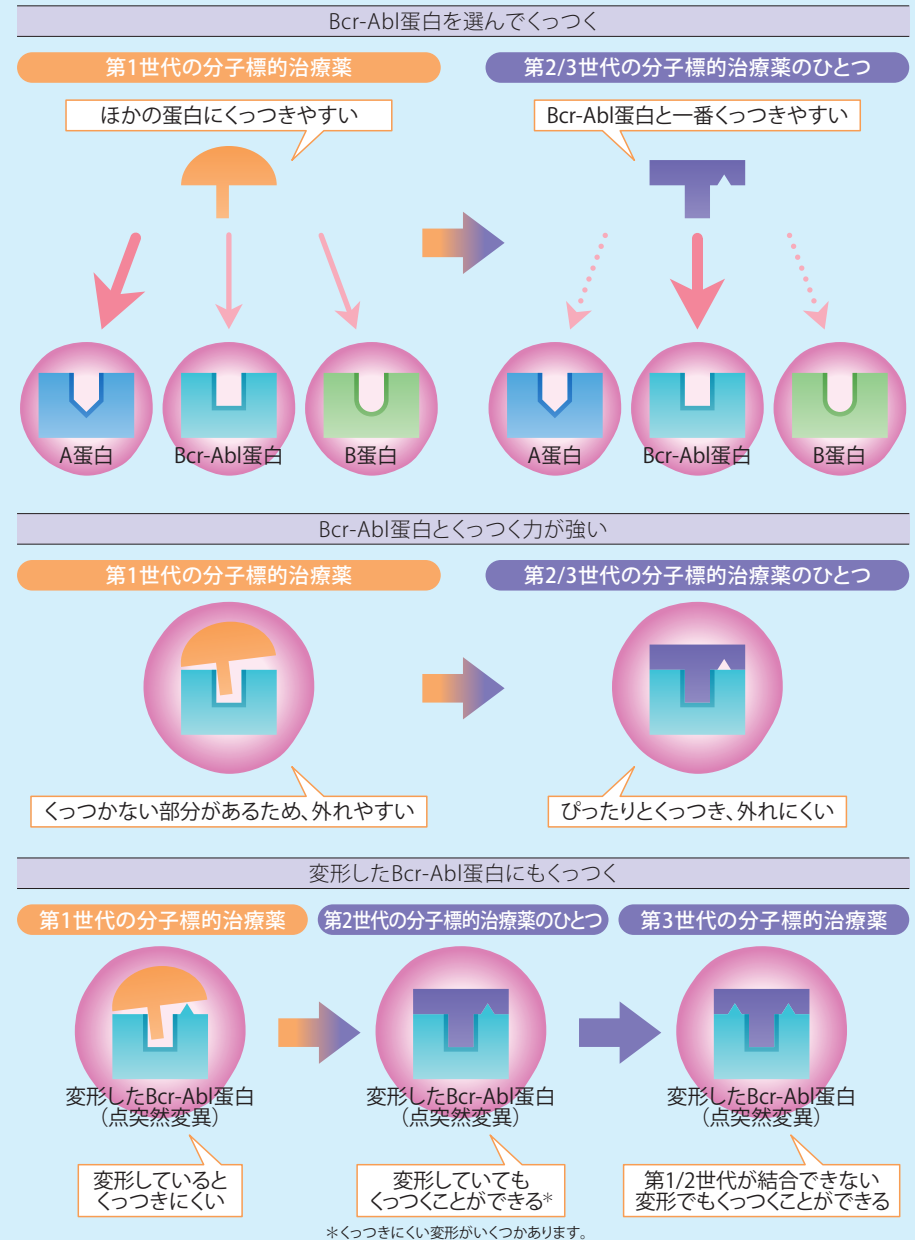 Bcr-Abl蛋白を選んでくっつく
第1世代の分子標的治療薬
第2/3世代の分子標的治療薬のひとつ
ほかの蛋白にくっつきやすい
Bcr-Abl蛋白と一番くっつきやすい
A蛋白
Bcr-Abl蛋白
B蛋白
A蛋白
Bcr-Abl蛋白
B蛋白
Bcr-Abl蛋白とくっつく力が強い
第1世代の分子標的治療薬
第2/3世代の分子標的治療薬のひとつ
くっつかない部分があるため、外れやすい
ぴったりとくっつき、外れにくい
変形したBcr-Abl蛋白にもくっつく
第1世代の分子標的治療薬
第2世代の分子標的治療薬のひとつ
第3世代の分子標的治療薬
変形したBcr-Abl蛋白
（点突然変異）
変形したBcr-Abl蛋白
（点突然変異）
変形したBcr-Abl蛋白
（点突然変異）
変形していると
くっつきにくい
変形していても
くっつくことができる＊
第1/2世代が結合できない
変形でもくっつくことができる
＊くっつきにくい変形がいくつかあります。